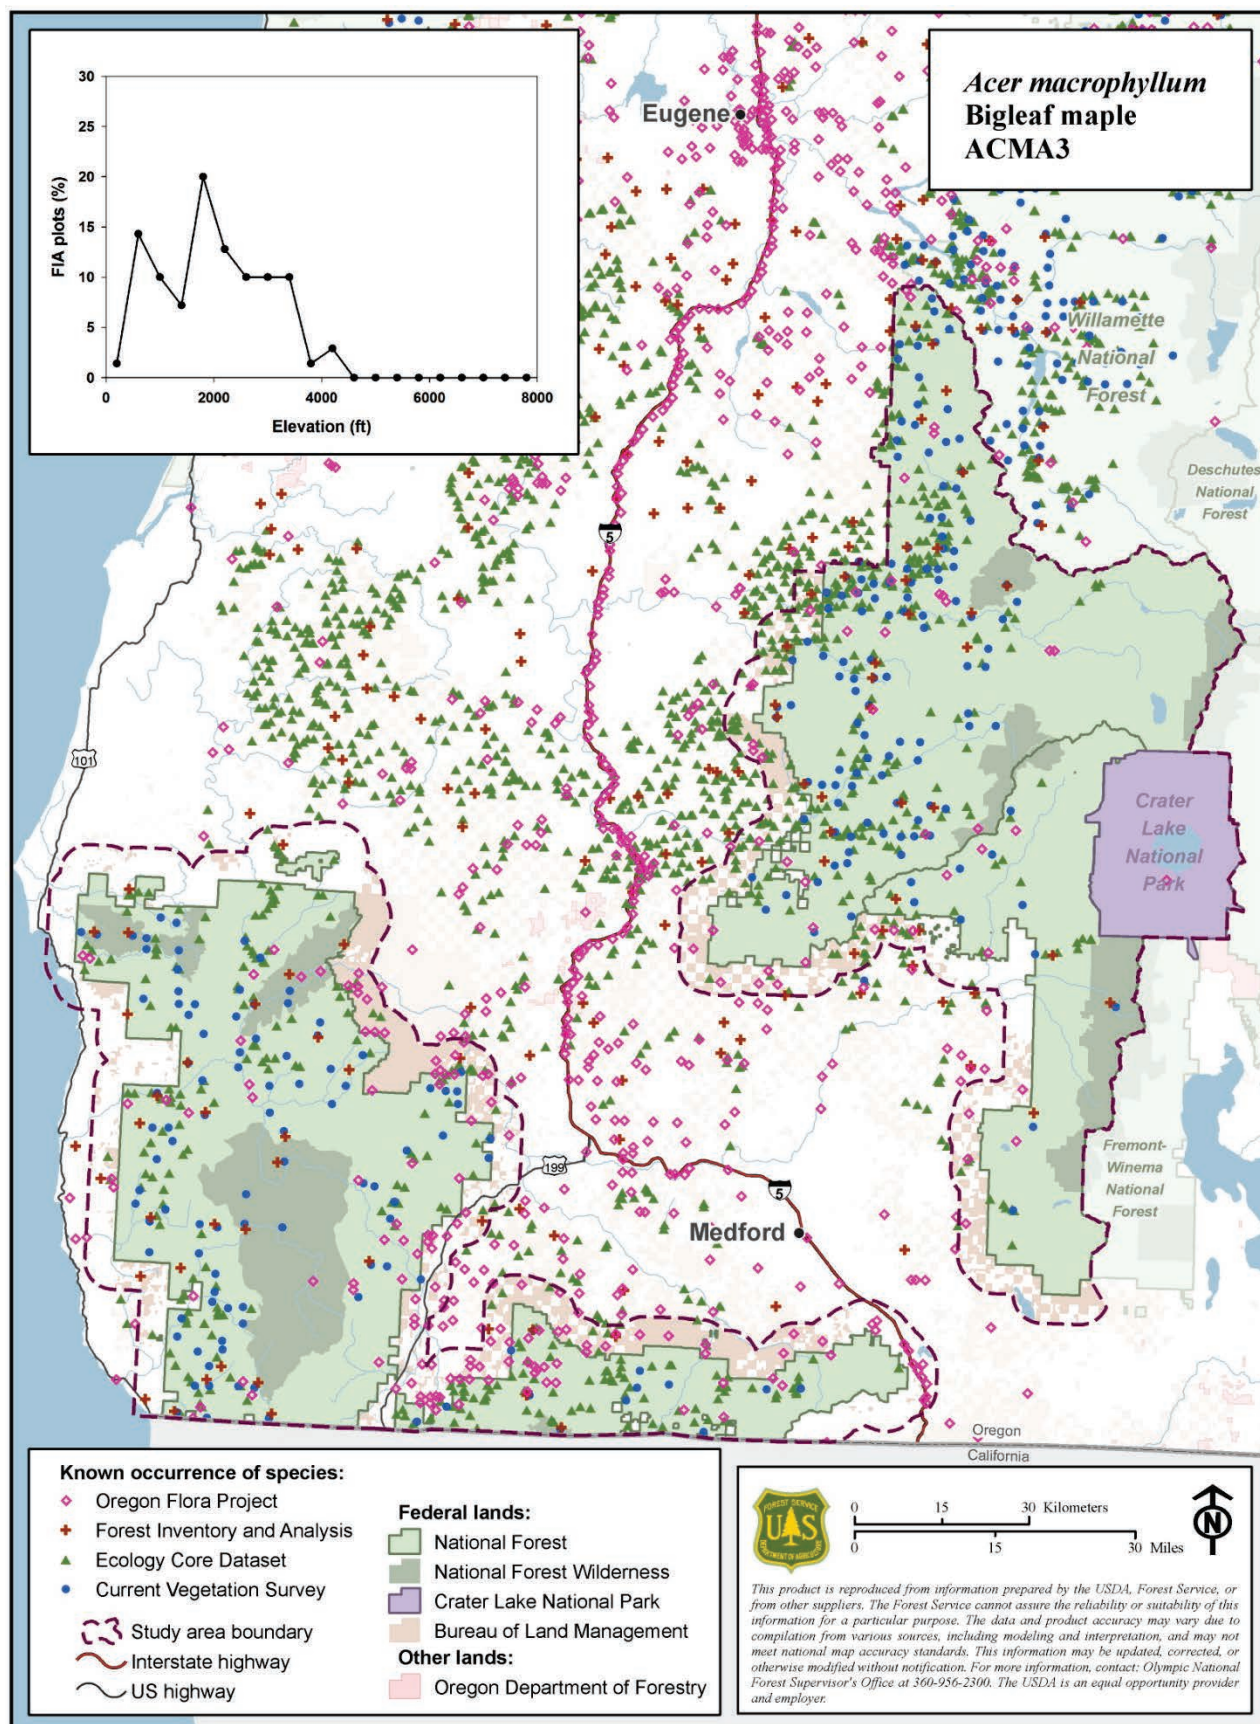 30
25
20
15
10
5
0
FIA plots (%)
0 2000 4000 6000 8000
Elevation (ft)
Acer macrophyllum
Bigleaf maple
ACMA3
Eugene
Willamette
National
Forest
Deschutes
National
Forest
5
101
Crater
Lake
National
Park
199
5
Medford
Fremont-
Winema
National
Forest
Oregon
California
Known occurrence of species:
Oregon Flora Project
Forest Inventory and Analysis
Ecology Core Dataset
Current Vegetation Survey
Study area boundary
Interstate highway
US highway
Federal lands:
National Forest
National Forest Wilderness
Crater Lake National Park
Bureau of Land Management
Other lands:
Oregon Department of Forestry
FOREST SERVICE
U S
DEPARTMENT OF AGRICULTURE
0 15 30 Kilometers
0 15 30 Miles
N
This product is reproduced from information prepared by the USDA, Forest Service, or
from other suppliers. The Forest Service cannot assure the reliability or suitability of this
information for a particular purpose. The data and product accuracy may vary due to
compilation from various sources, including modeling and interpretation, and may not
meet national map accuracy standards. This information may be updated, corrected, or
otherwise modified without notification. For more information, contact: Olympic National
Forest Supervisor's Office at 360-956-2300. The USDA is an equal opportunity provider
and employer.